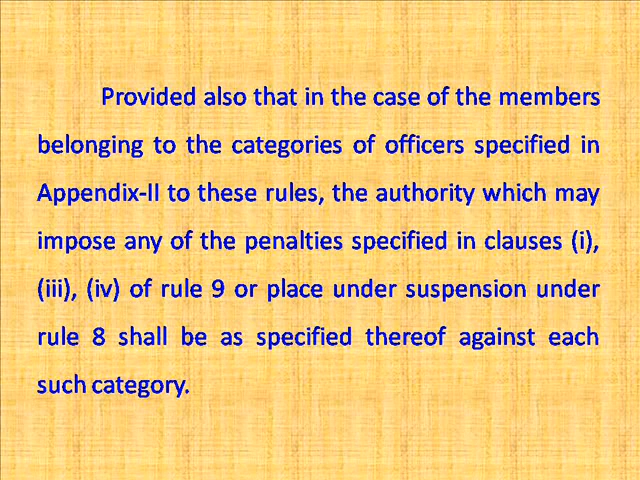 Provided also that in the case of the members
belonging to the categories of officers specified in
Appendix-II to these rules, the authority which may
impose any of the penalties specified in clauses (i),
(iii), (iv) of rule 9 or place under suspension under
rule 8 shall be as specified thereof against each
such category.